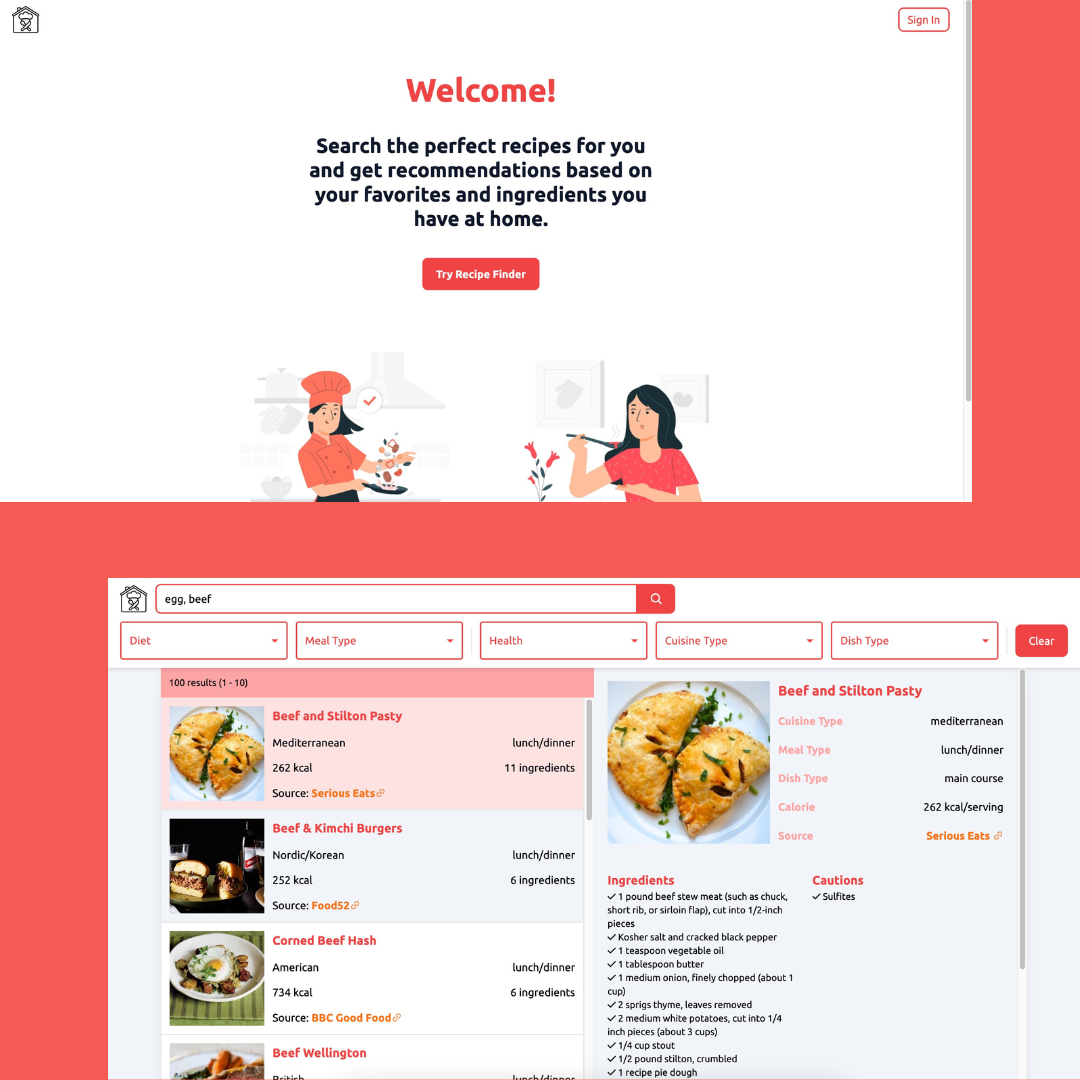 Sign In
Welcome!
Search the perfect recipes for you
and get recommendations based on
your favorites and ingredients you
have at home.
Try Recipe Finder
egg, beef
Diet
Meal Type
Health
Cuisine Type
Dish Type
Clear
100 results (1 - 10)
Beef and Stilton Pasty
Mediterranean lunch/dinner
262 kcal 11 ingredients
Source: Serious Eats
Beef & Kimchi Burgers
Nordic/Korean lunch/dinner
252 kcal 6 ingredients
Source: Food52
Corned Beef Hash
American lunch/dinner
734 kcal 6 ingredients
Source: BBC Good Food
Beef Wellington
British lunch/dinner
Beef and Stilton Pasty
Cuisine Type mediterranean
Meal Type lunch/dinner
Dish Type main course
Calorie 262 kcal/serving
Source Serious Eats
Ingredients
1 pound beef stew meat (such as chuck,
short rib, or sirloin flap), cut into 1/2-inch
pieces
Kosher salt and cracked black pepper
1 teaspoon vegetable oil
1 tablespoon butter
1 medium onion, finely chopped (about 1
cup)
2 sprigs thyme, leaves removed
2 medium white potatoes, cut into 1/4
inch pieces (about 3 cups)
1/4 cup stout
1/2 pound stilton, crumbled
1 recipe pie dough
Cautions
Sulfites